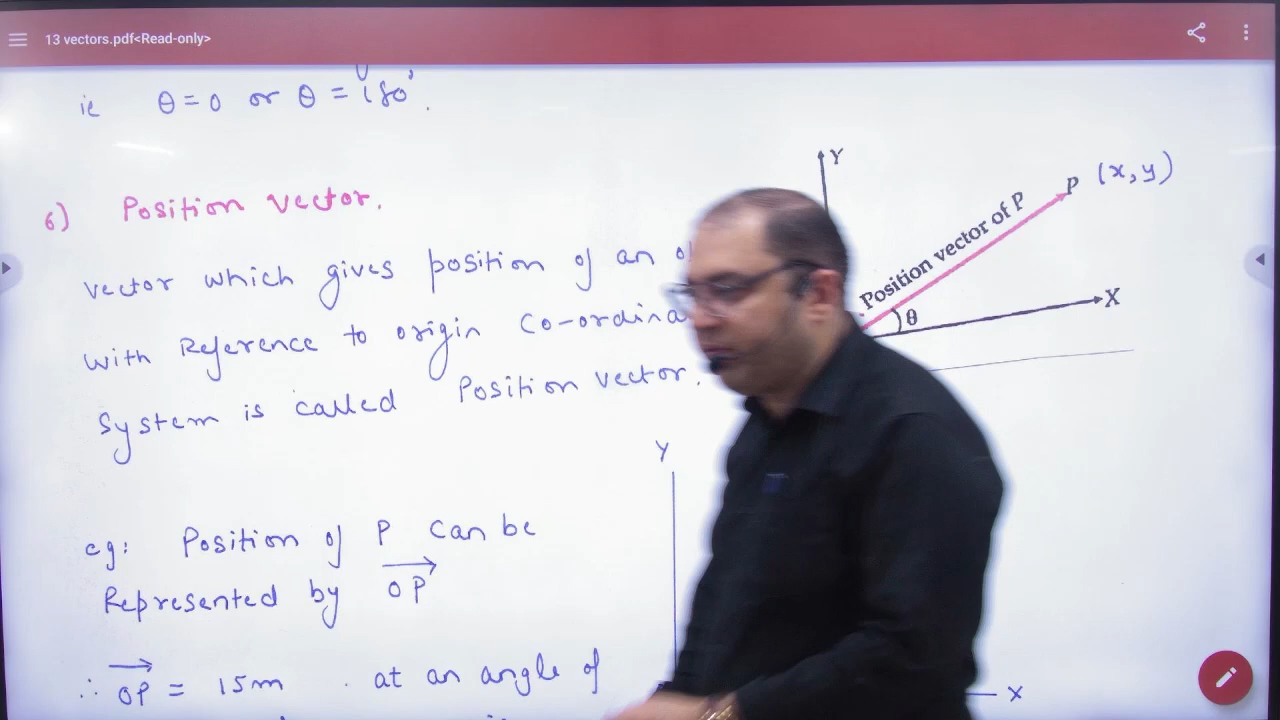 13 vectors.pdf<Read-only>
ie θ = 0 or θ = 180°.
6) Position vector.
vector which gives position of an
with Reference to origin Co-ordina
System is called Position vector.
eg: Position of P can be
Represented by OP
∴ OP = 15m at an angle of
Y
P (x, y)
Position vector of P
θ
X
Y
X